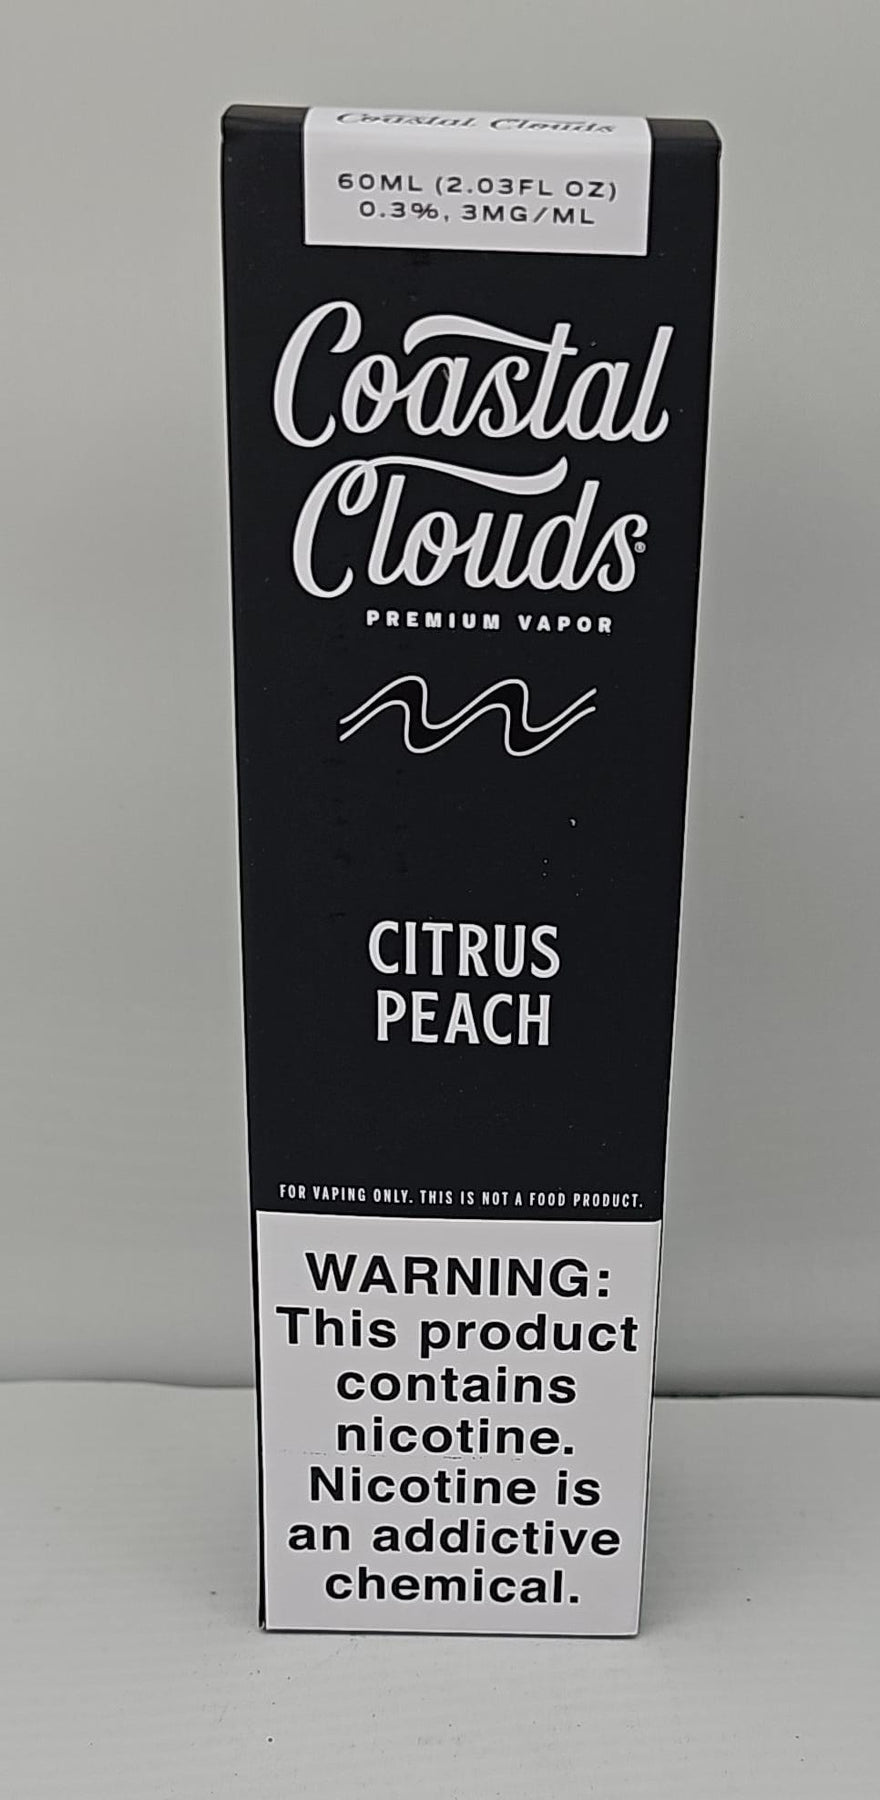 Coastal Clouds
60ML (2.03FL OZ)
0.3%, 3MG/ML
Coastal
Clouds®
PREMIUM VAPOR
CITRUS
PEACH
FOR VAPING ONLY. THIS IS NOT A FOOD PRODUCT.
WARNING:
This product
contains
nicotine.
Nicotine is
an addictive
chemical.